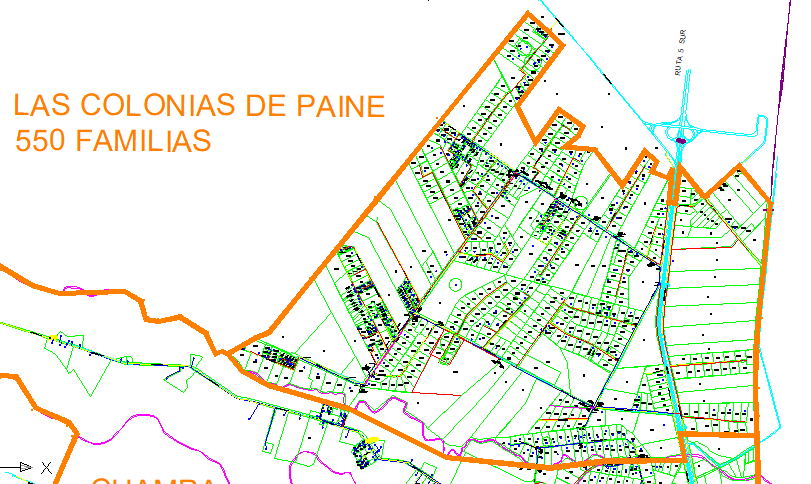 RUTA 5 SUR
LAS COLONIAS DE PAINE
550 FAMILIAS
X